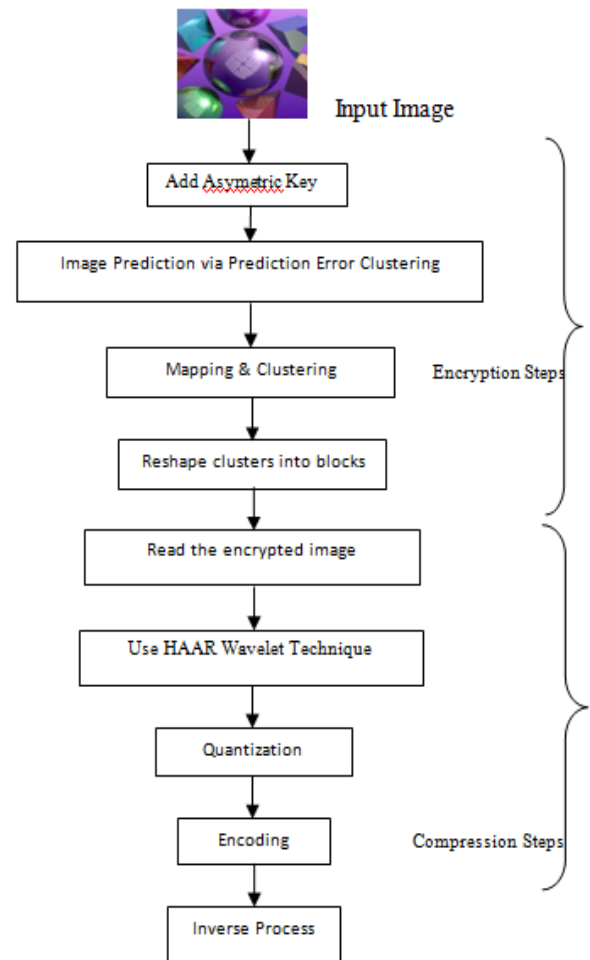 Input Image
Add Asymetric Key
Image Prediction via Prediction Error Clustering
Mapping & Clustering
Encryption Steps
Reshape clusters into blocks
Read the encrypted image
Use HAAR Wavelet Technique
Quantization
Encoding
Compression Steps
Inverse Process